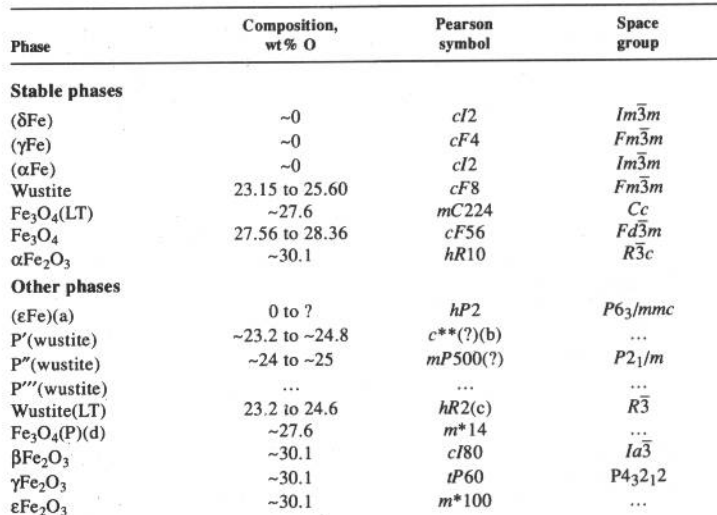 Phase Composition, wt% O Pearson symbol Space group
Stable phases
(δFe) ~0 cI2 Im3̅m
(γFe) ~0 cF4 Fm3̅m
(αFe) ~0 cI2 Im3̅m
Wustite 23.15 to 25.60 cF8 Fm3̅m
Fe₃O₄(LT) ~27.6 mC224 Cc
Fe₃O₄ 27.56 to 28.36 cF56 Fd3̅m
αFe₂O₃ ~30.1 hR10 R3̅c
Other phases
(εFe)(a) 0 to ? hP2 P6₃/mmc
P′(wustite) ~23.2 to ~24.8 c**(?)(b) ...
P″(wustite) ~24 to ~25 mP500(?) P2₁/m
P‴(wustite) ... ... ...
Wustite(LT) 23.2 to 24.6 hR2(c) R3̅
Fe₃O₄(P)(d) ~27.6 m*14 ...
βFe₂O₃ ~30.1 cI80 Ia3̅
γFe₂O₃ ~30.1 tP60 P4₃2₁2
εFe₂O₃ ~30.1 m*100 ...